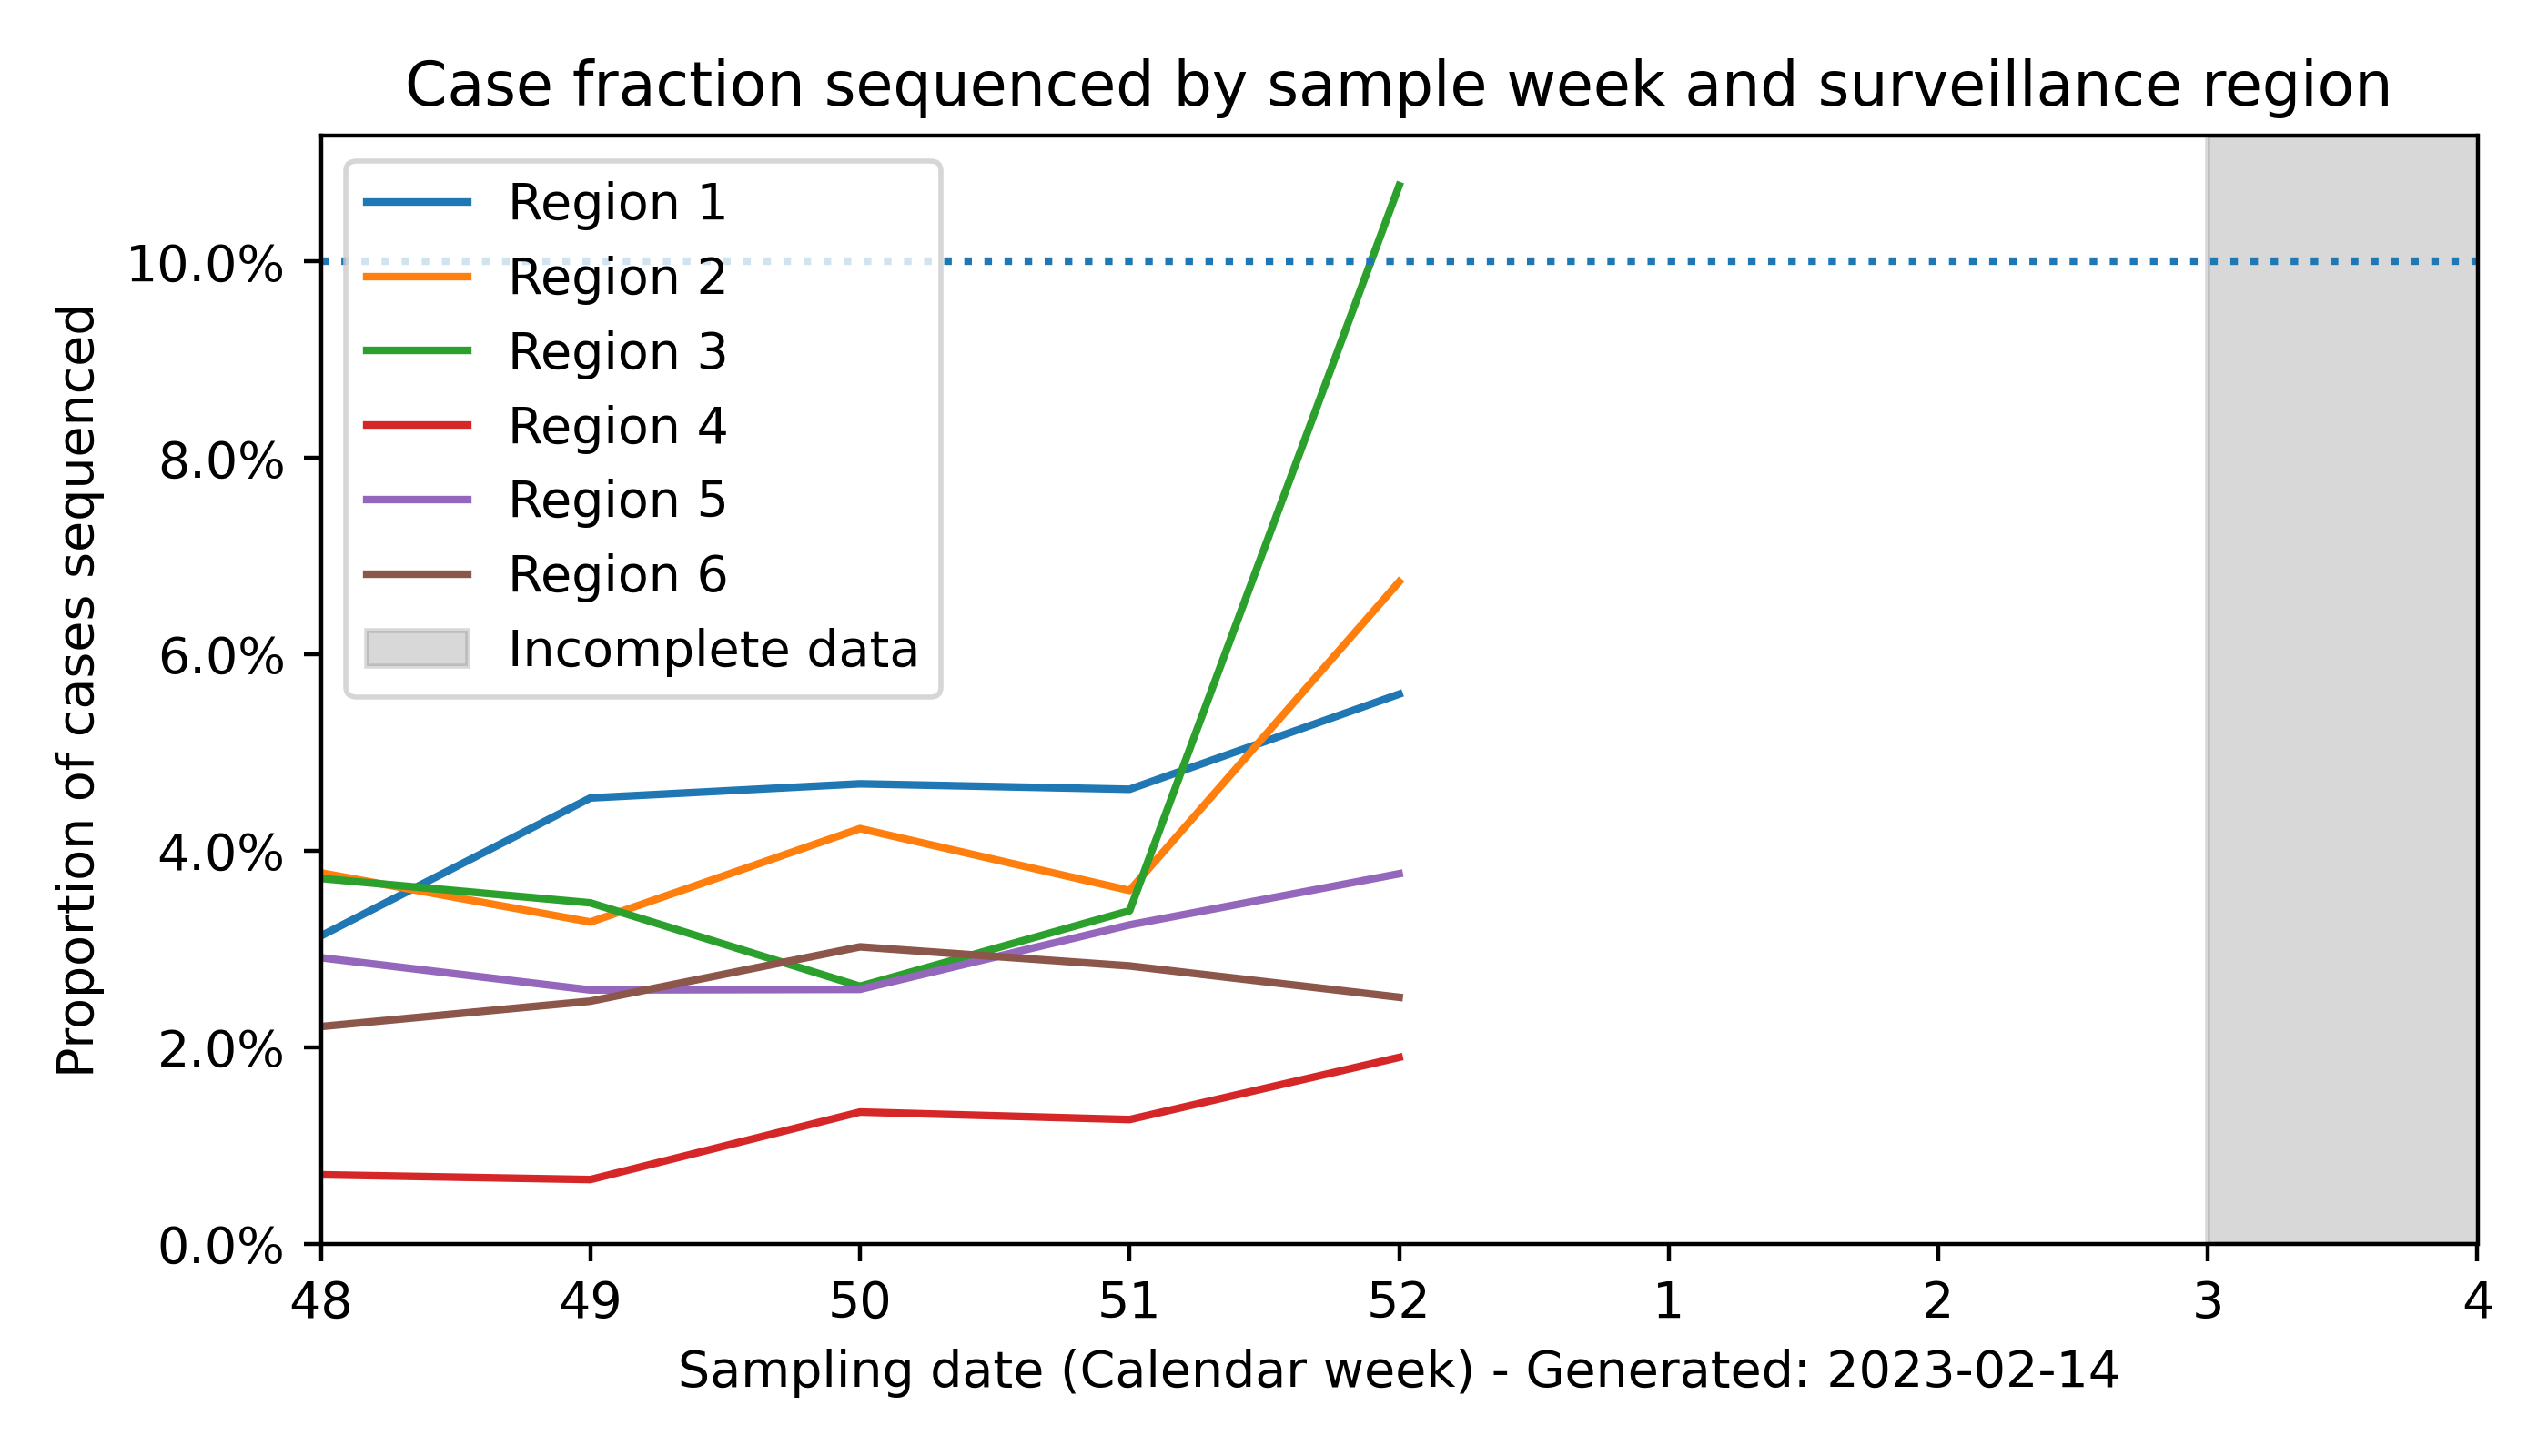 Case fraction sequenced by sample week and surveillance region
Region 1
Region 2
Region 3
Region 4
Region 5
Region 6
Incomplete data
Proportion of cases sequenced
10.0%
8.0%
6.0%
4.0%
2.0%
0.0%
48 49 50 51 52 1 2 3 4
Sampling date (Calendar week) - Generated: 2023-02-14